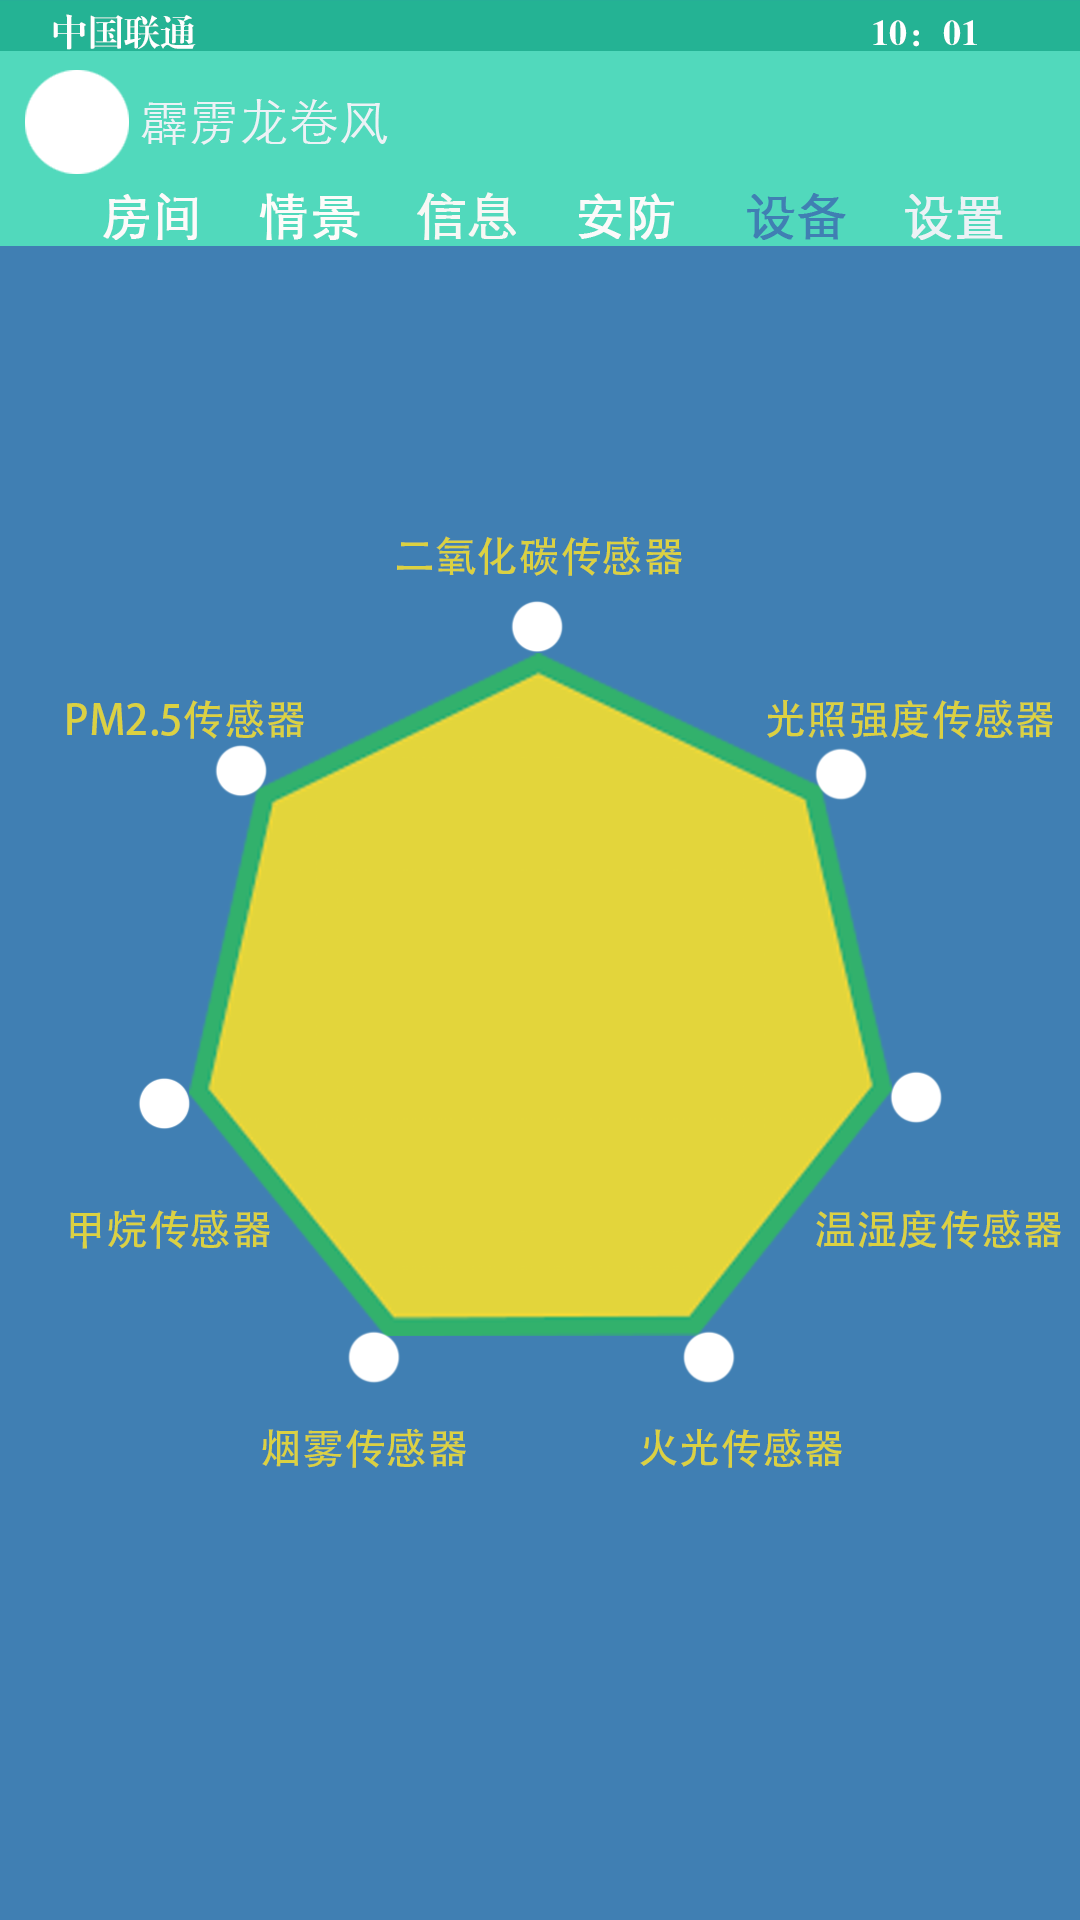 中国联通 10：01
霹雳龙卷风
房间 情景 信息 安防 设备 设置
二氧化碳传感器
PM2.5传感器 光照强度传感器
甲烷传感器 温湿度传感器
烟雾传感器 火光传感器